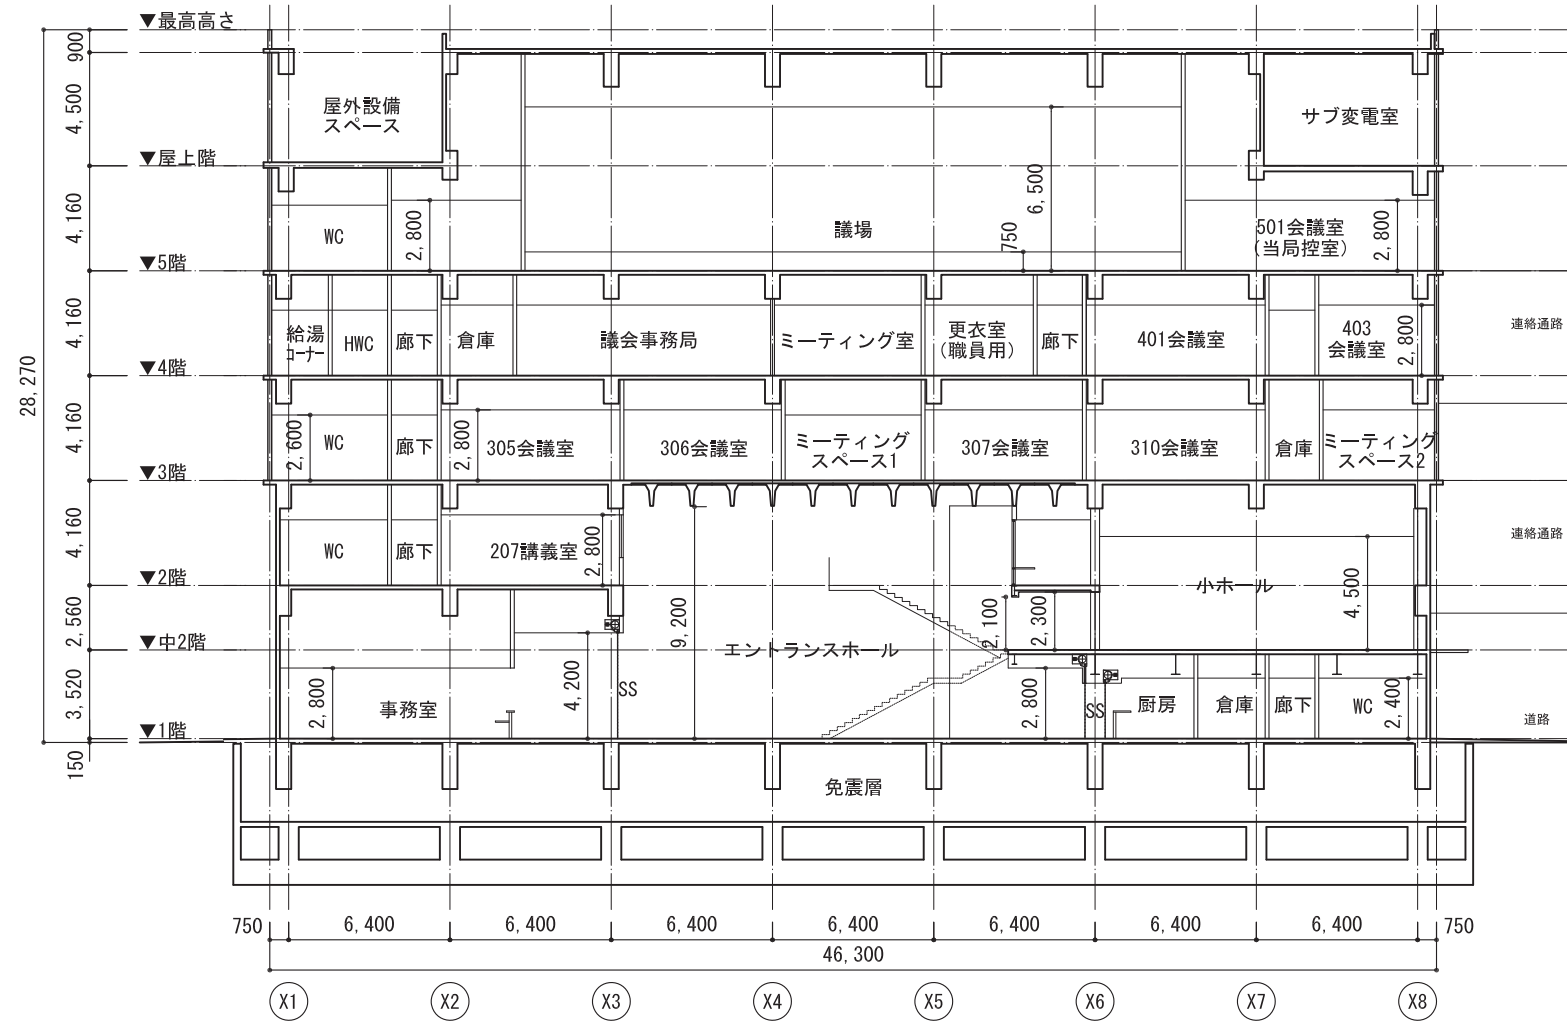 ▼最高高さ
900
4,500
屋外設備
スペース
サブ変電室
▼屋上階
4,160
WC
2,800
議場
750
6,500
501会議室
(当局控室)
2,800
▼5階
4,160
給湯
コーナー
HWC
廊下
倉庫
議会事務局
ミーティング室
更衣室
(職員用)
廊下
401会議室
403
会議室
2,800
連絡通路
▼4階
28,270
4,160
2,600
WC
廊下
2,800
305会議室
306会議室
ミーティング
スペース1
307会議室
310会議室
倉庫
ミーティング
スペース2
▼3階
4,160
WC
廊下
207講義室
2,800
9,200
小ホール
4,500
連絡通路
▼2階
2,560
2,100
2,300
エントランスホール
▼中2階
3,520
2,800
事務室
4,200
SS
2,800
SS
厨房
倉庫
廊下
WC
2,400
道路
▼1階
150
免震層
750
6,400
6,400
6,400
6,400
6,400
6,400
6,400
750
46,300
X1
X2
X3
X4
X5
X6
X7
X8